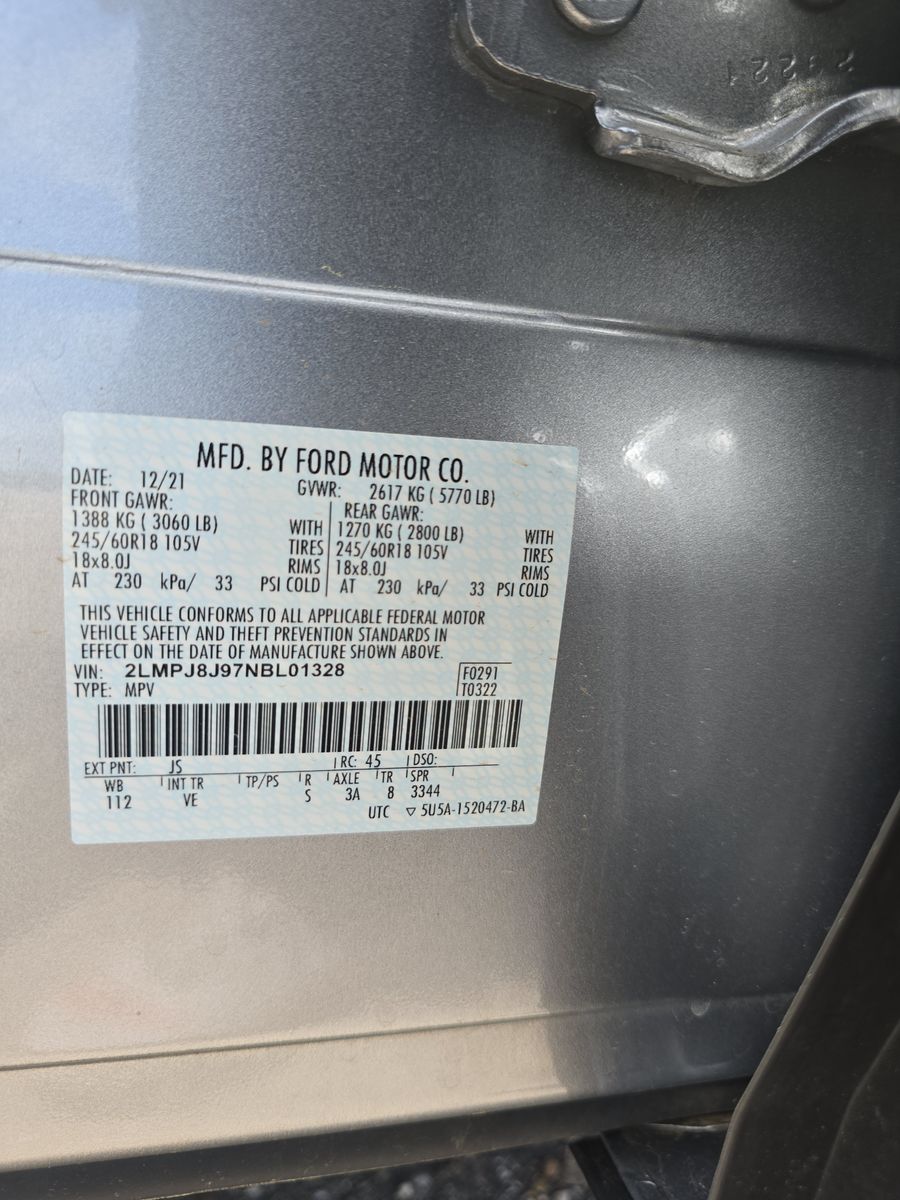 MFD. BY FORD MOTOR CO.
DATE: 12/21 GVWR: 2617 KG ( 5770 LB)
FRONT GAWR: REAR GAWR:
1388 KG ( 3060 LB) WITH 1270 KG ( 2800 LB) WITH
245/60R18 105V TIRES 245/60R18 105V TIRES
18x8.0J RIMS 18x8.0J RIMS
AT 230 kPa/ 33 PSI COLD AT 230 kPa/ 33 PSI COLD
THIS VEHICLE CONFORMS TO ALL APPLICABLE FEDERAL MOTOR
VEHICLE SAFETY AND THEFT PREVENTION STANDARDS IN
EFFECT ON THE DATE OF MANUFACTURE SHOWN ABOVE.
VIN: 2LMPJ8J97NBL01328 F0291
TYPE: MPV T0322
EXT PNT: JS RC: 45 DSO:
WB INT TR TP/PS R AXLE TR SPR
112 VE S 3A 8 3344
UTC ▽ 5U5A-1520472-BA